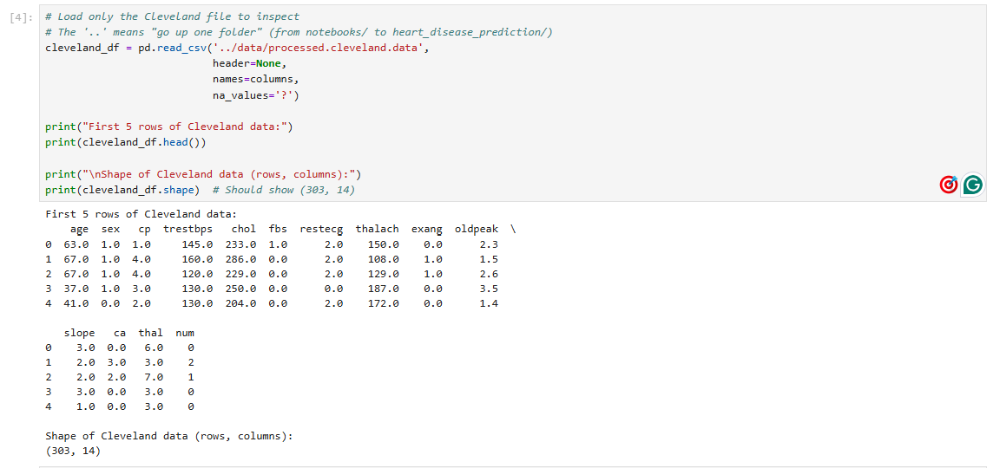 [4]:
# Load only the Cleveland file to inspect
# The '..' means "go up one folder" (from notebooks/ to heart_disease_prediction/)
cleveland_df = pd.read_csv('../data/processed.cleveland.data',
                           header=None,
                           names=columns,
                           na_values='?')

print("First 5 rows of Cleveland data:")
print(cleveland_df.head())

print("\nShape of Cleveland data (rows, columns):")
print(cleveland_df.shape)  # Should show (303, 14)
First 5 rows of Cleveland data:
    age  sex   cp  trestbps   chol  fbs  restecg  thalach  exang  oldpeak  \
0  63.0  1.0  1.0     145.0  233.0  1.0      2.0    150.0    0.0      2.3
1  67.0  1.0  4.0     160.0  286.0  0.0      2.0    108.0    1.0      1.5
2  67.0  1.0  4.0     120.0  229.0  0.0      2.0    129.0    1.0      2.6
3  37.0  1.0  3.0     130.0  250.0  0.0      0.0    187.0    0.0      3.5
4  41.0  0.0  2.0     130.0  204.0  0.0      2.0    172.0    0.0      1.4

   slope   ca  thal  num
0    3.0  0.0   6.0    0
1    2.0  3.0   3.0    2
2    2.0  2.0   7.0    1
3    3.0  0.0   3.0    0
4    1.0  0.0   3.0    0

Shape of Cleveland data (rows, columns):
(303, 14)